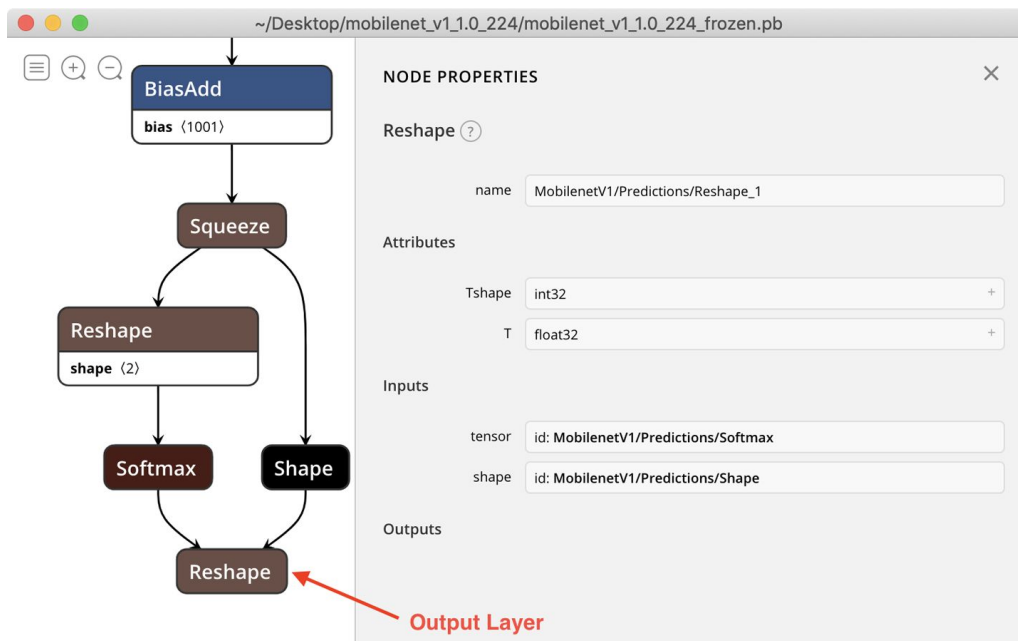 ~/Desktop/mobilenet_v1_1.0_224/mobilenet_v1_1.0_224_frozen.pb
BiasAdd
bias ⟨1001⟩
Squeeze
Reshape
shape ⟨2⟩
Softmax
Shape
Reshape
Output Layer
NODE PROPERTIES
Reshape ?
name MobilenetV1/Predictions/Reshape_1
Attributes
Tshape int32 +
T float32 +
Inputs
tensor id: MobilenetV1/Predictions/Softmax
shape id: MobilenetV1/Predictions/Shape
Outputs